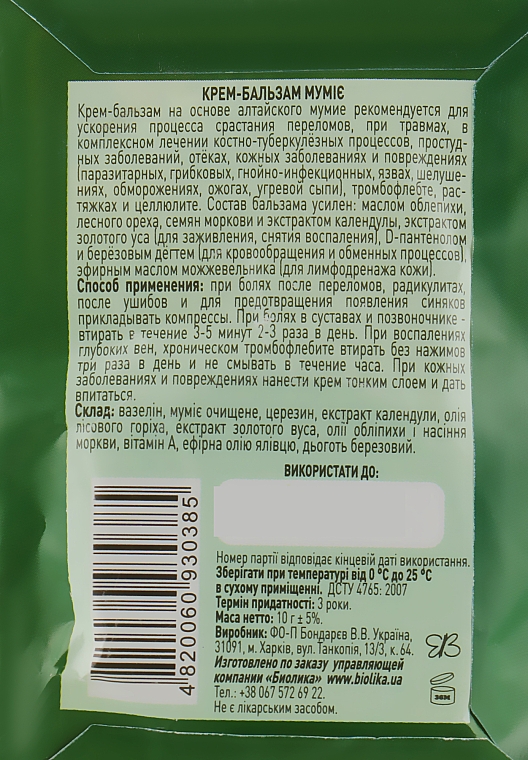 КРЕМ-БАЛЬЗАМ МУМІЄ
Крем-бальзам на основе алтайского мумие рекомендуется для
ускорения процесса срастания переломов, при травмах, в
комплексном лечении костно-туберкулёзных процессов, простуд-
ных заболеваний, отёках, кожных заболеваниях и повреждениях
(паразитарных, грибковых, гнойно-инфекционных, язвах, шелуше-
ниях, обморожениях, ожогах, угревой сыпи), тромбофлебте, рас-
тяжках и целлюлите. Состав бальзама усилен: маслом облепихи,
лесного ореха, семян моркови и экстрактом календулы, экстрактом
золотого уса (для заживления, снятия воспаления), D-пантенолом
и берёзовым дёгтем (для кровообращения и обменных процессов),
эфирным маслом можжевельника (для лимфодренажа кожи).
Способ применения: при болях после переломов, радикулитах,
после ушибов и для предотвращения появления синяков
прикладывать компрессы. При болях в суставах и позвоночнике -
втирать в течение 3-5 минут 2-3 раза в день. При воспалениях
глубоких вен, хроническом тромбофлебите втирать без нажимов
три раза в день и не смывать в течение часа. При кожных
заболеваниях и повреждениях нанести крем тонким слоем и дать
впитаться.
Склад: вазелін, муміє очищене, церезин, екстракт календули, олія
лісового горіха, екстракт золотого вуса, олії обліпихи і насіння
моркви, вітамін А, ефірна олію ялівцю, дьоготь березовий.
ВИКОРИСТАТИ ДО:
Номер партії відповідає кінцевій даті використання.
Зберігати при температурі від 0 °С до 25 °С
в сухому приміщенні. ДСТУ 4765: 2007
Термін придатності: 3 роки.
Маса нетто: 10 г ± 5%.
Виробник: ФО-П Бондарєв В.В. Україна,
31091, м. Харків, вул. Танкопія, 13/3, к. 64.
Изготовлено по заказу управляющей
компании «Биолика» www.biolika.ua
Тел.: +38 067 572 69 22.
Не є лікарським засобом.
4 820060 930385
ЄВ
36М